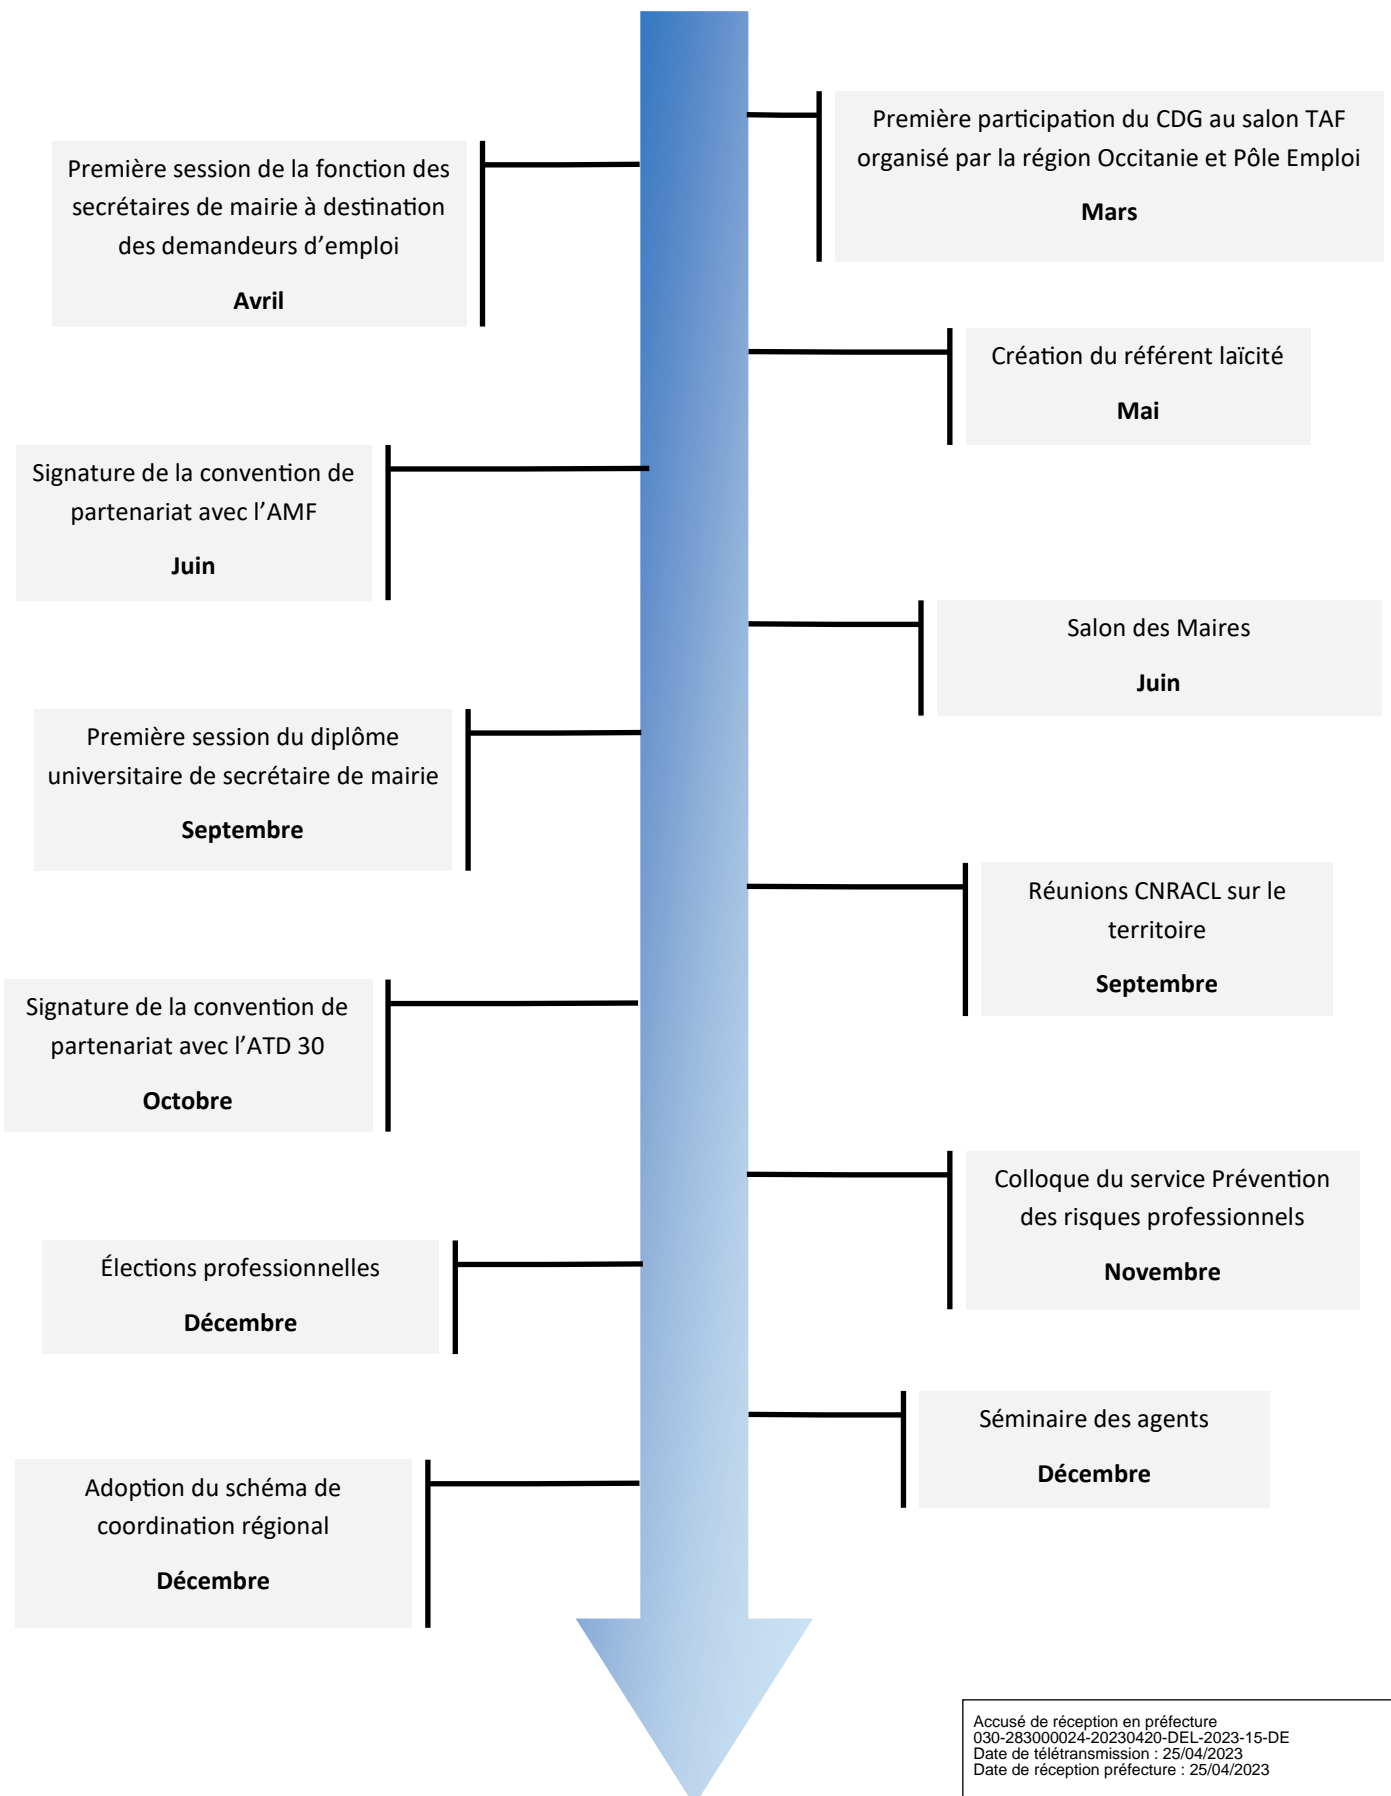 Première participation du CDG au salon TAF
organisé par la région Occitanie et Pôle Emploi
Mars
Première session de la fonction des
secrétaires de mairie à destination
des demandeurs d’emploi
Avril
Création du référent laïcité
Mai
Signature de la convention de
partenariat avec l’AMF
Juin
Salon des Maires
Juin
Première session du diplôme
universitaire de secrétaire de mairie
Septembre
Réunions CNRACL sur le
territoire
Septembre
Signature de la convention de
partenariat avec l’ATD 30
Octobre
Colloque du service Prévention
des risques professionnels
Novembre
Élections professionnelles
Décembre
Séminaire des agents
Décembre
Adoption du schéma de
coordination régional
Décembre
Accusé de réception en préfecture
030-283000024-20230420-DEL-2023-15-DE
Date de télétransmission : 25/04/2023
Date de réception préfecture : 25/04/2023